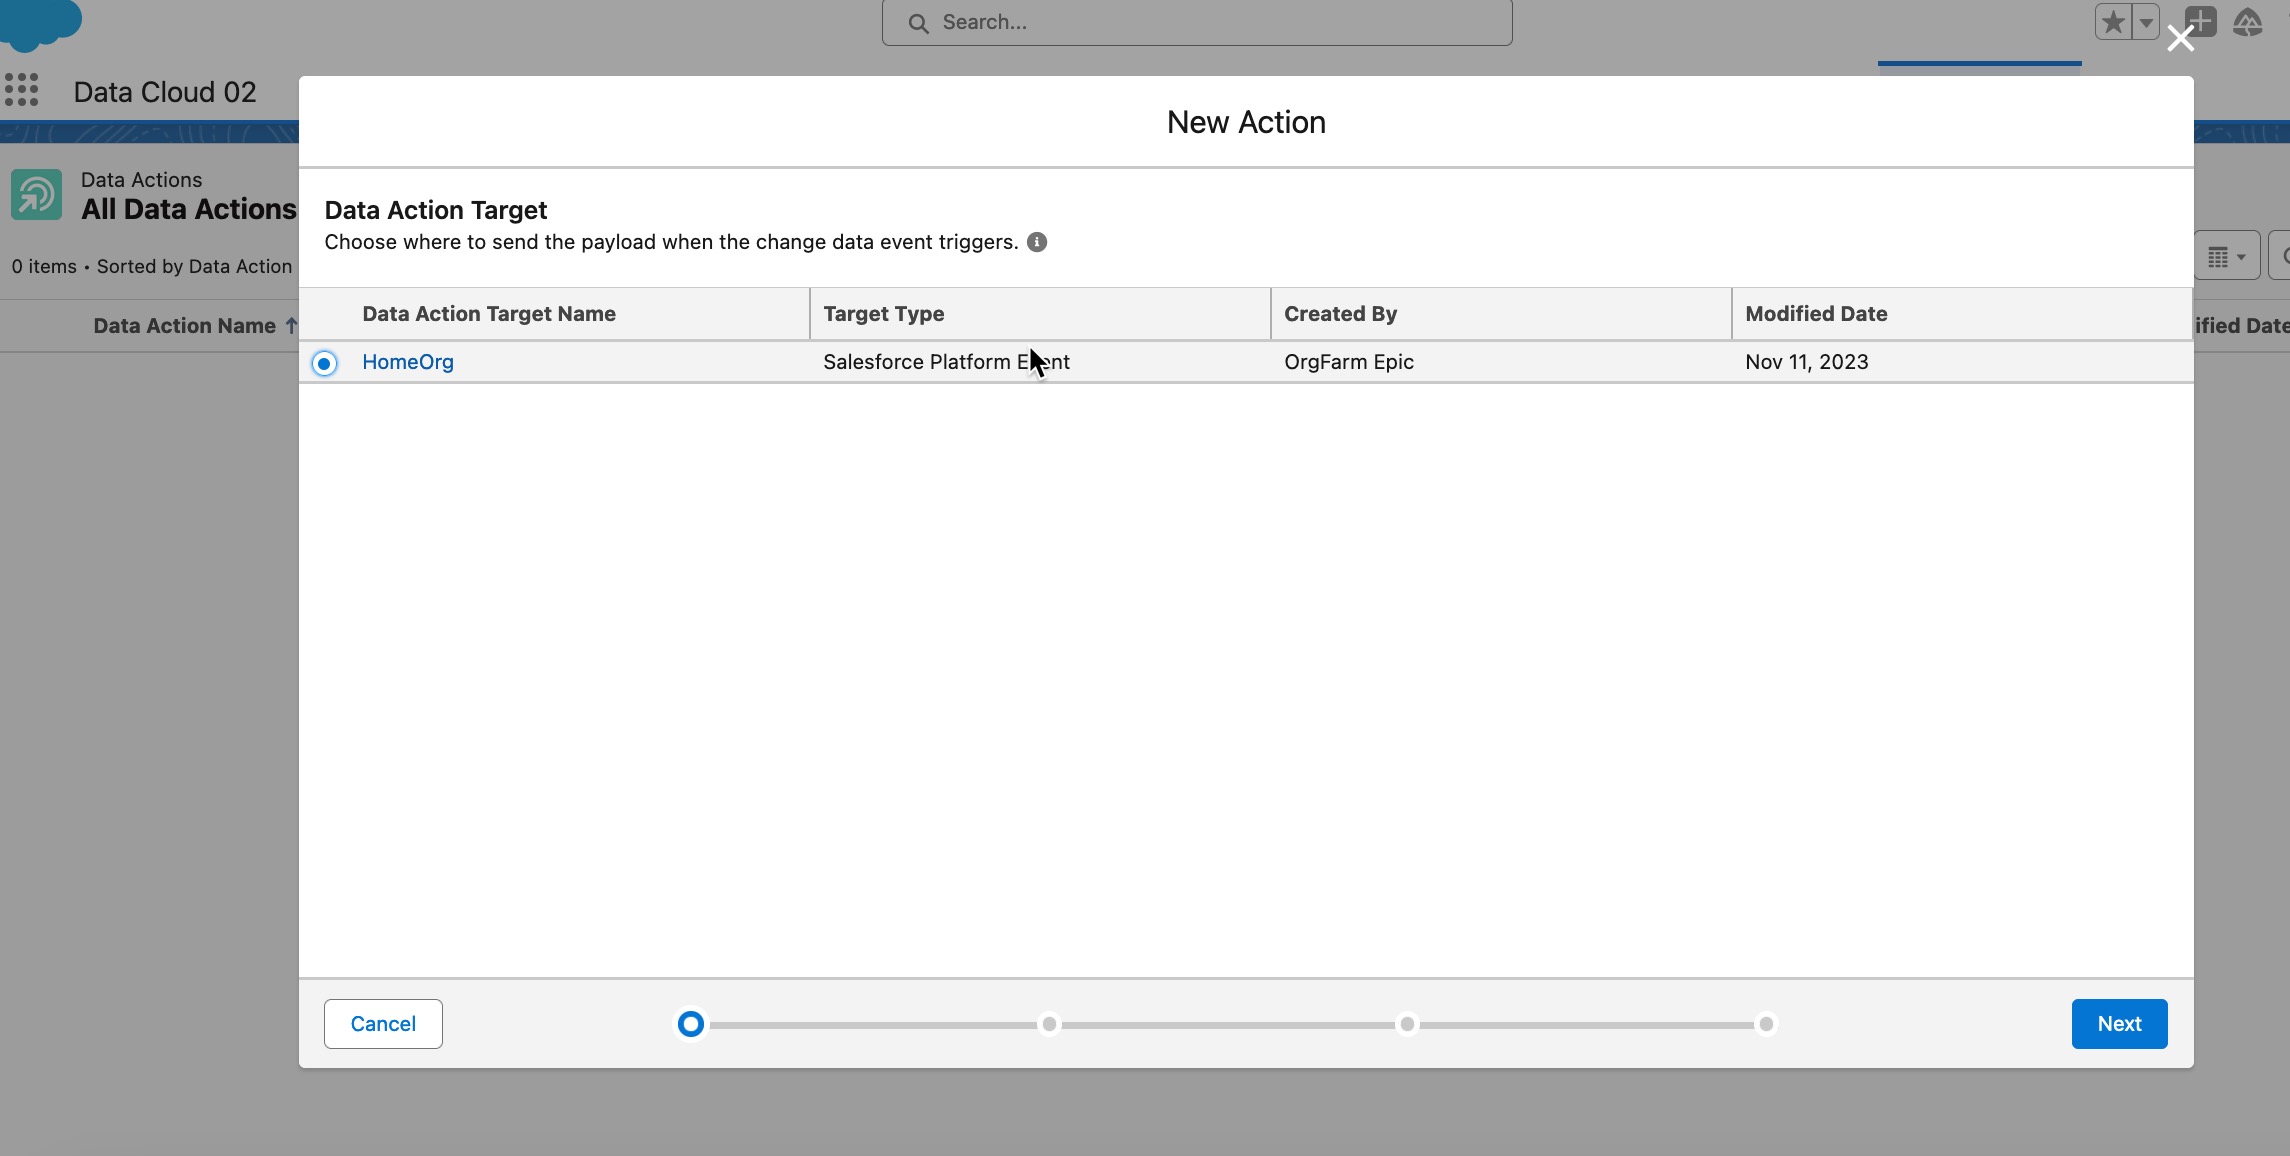 Search...
Data Cloud 02
New Action
Data Actions
All Data Actions
Data Action Target
Choose where to send the payload when the change data event triggers.
0 items • Sorted by Data Action
Data Action Target Name Target Type Created By Modified Date
Data Action Name ified Date
HomeOrg Salesforce Platform Event OrgFarm Epic Nov 11, 2023
Cancel Next